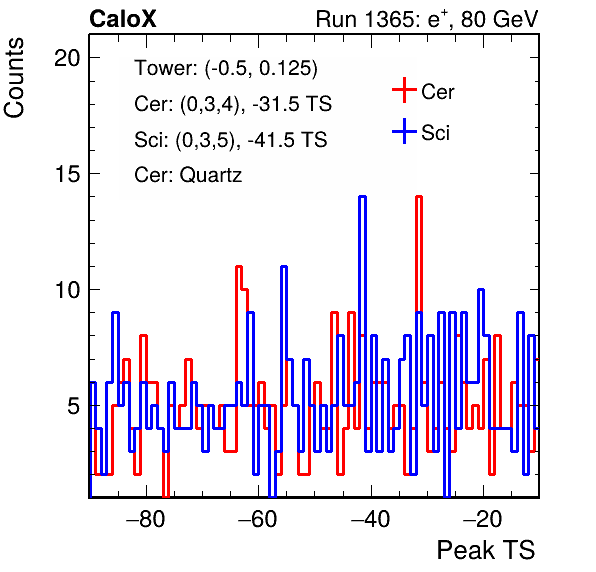 CaloX Run 1365: e⁺, 80 GeV
Counts
Tower: (-0.5, 0.125)
Cer: (0,3,4), -31.5 TS
Sci: (0,3,5), -41.5 TS
Cer: Quartz
Cer
Sci
20
15
10
5
−80 −60 −40 −20
Peak TS